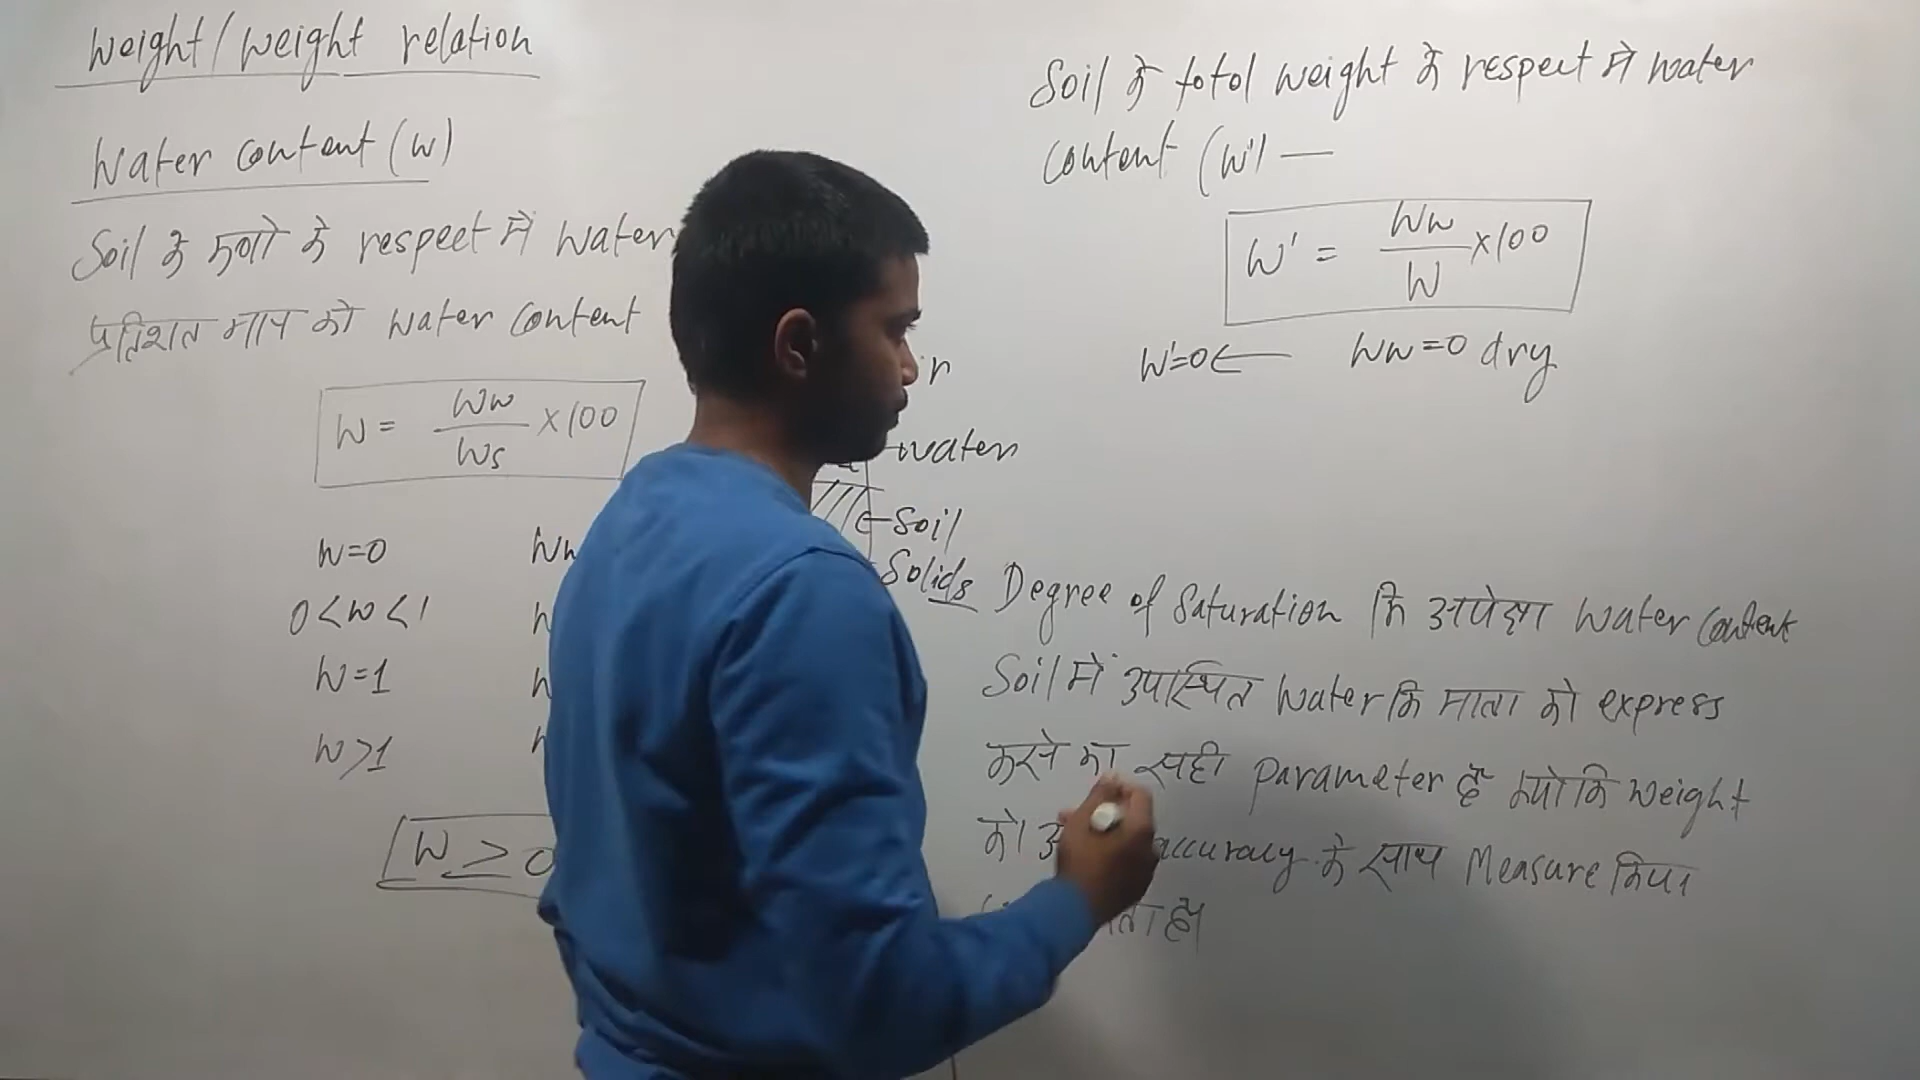 Weight/weight relation
Water content (w)
Soil के कणो के respect मे water
प्रतिशत माप को water content
W = Ww/Ws ×100
w=0
0<w<1
w=1
w>1
W ≥ 0
water
Soil
Solids
Soil के total weight के respect मे water
content (w') —
W' = Ww/W ×100
W'=0 ← Ww=0 dry
Degree of Saturation कि अपेक्षा water content
Soil मे उपस्थित water कि मात्रा को express
करने का सही parameter है क्योकि weight
को accuracy के साथ Measure किया